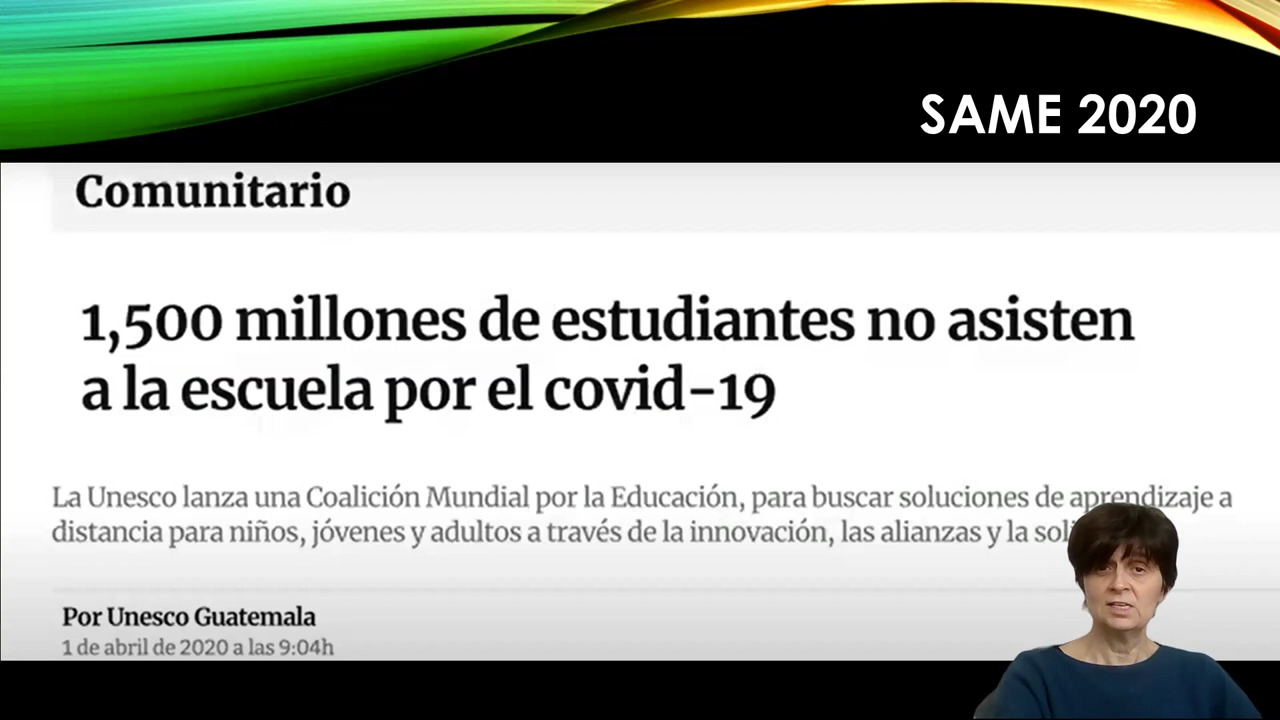 SAME 2020
Comunitario
1,500 millones de estudiantes no asisten
a la escuela por el covid-19
La Unesco lanza una Coalición Mundial por la Educación, para buscar soluciones de aprendizaje a
distancia para niños, jóvenes y adultos a través de la innovación, las alianzas y la
Por Unesco Guatemala
1 de abril de 2020 a las 9:04h